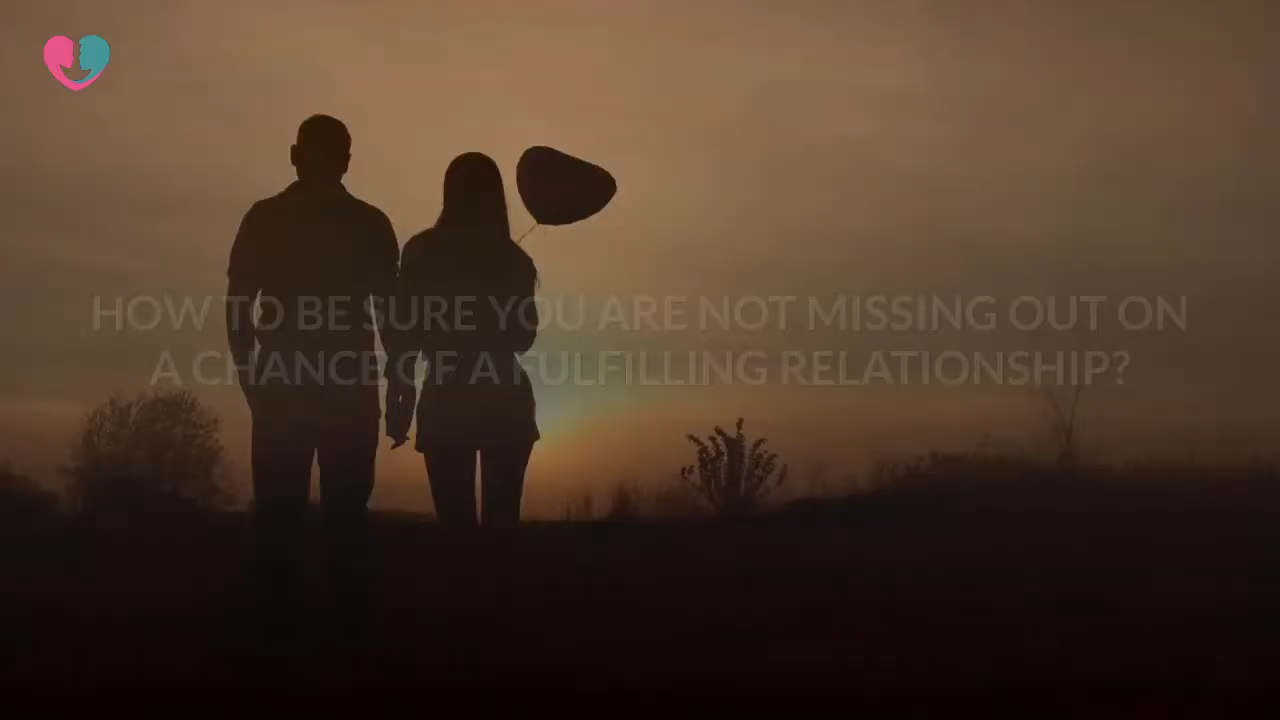 HOW TO BE SURE YOU ARE NOT MISSING OUT ON
A CHANCE OF A FULFILLING RELATIONSHIP?